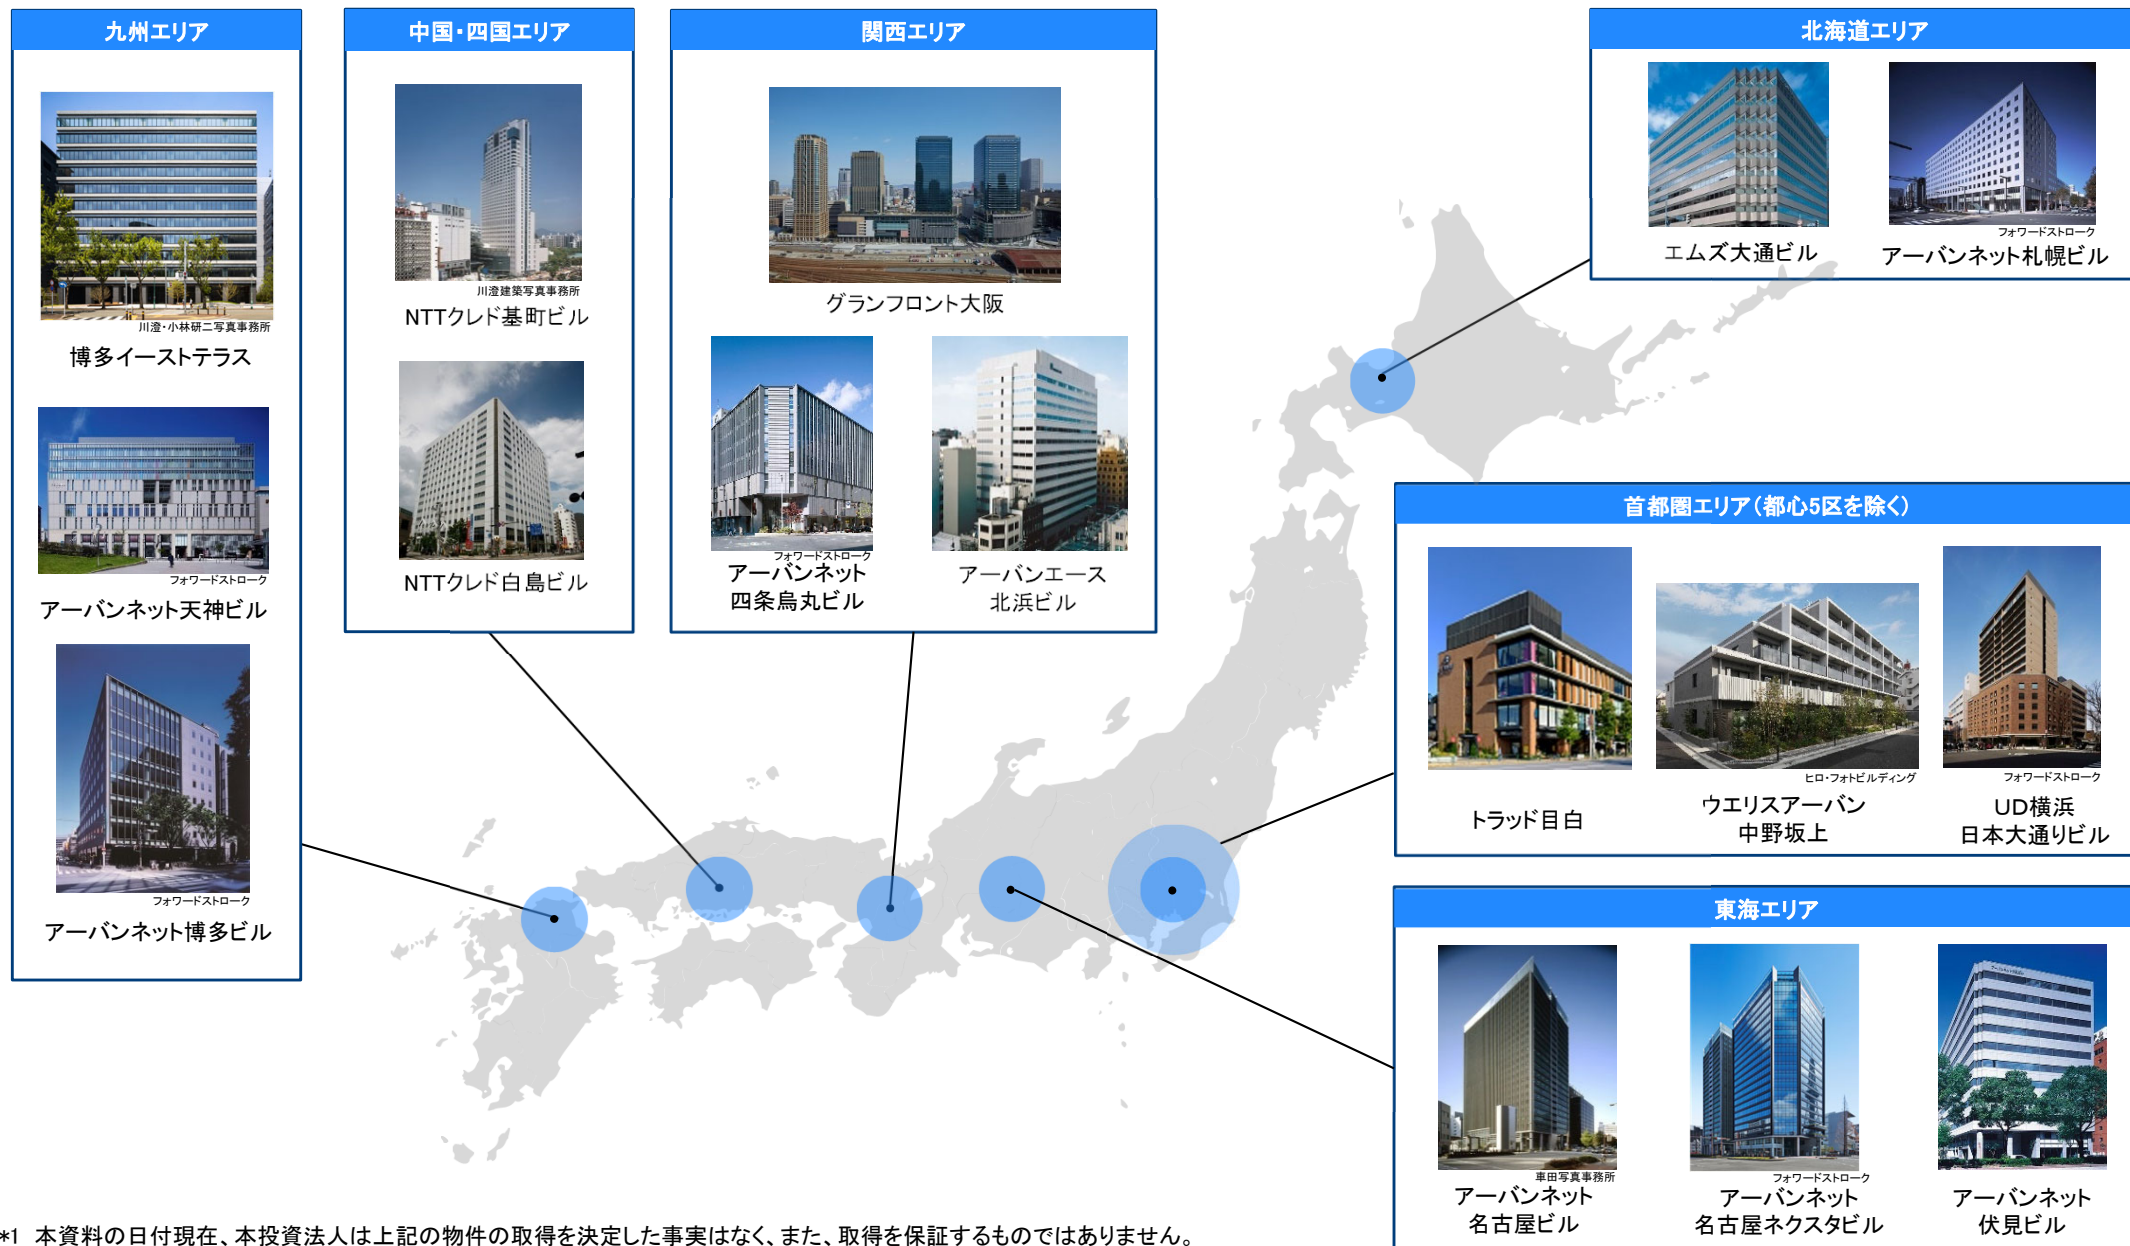 九州エリア
川澄・小林研二写真事務所
博多イーストテラス
フォワードストローク
アーバンネット天神ビル
フォワードストローク
アーバンネット博多ビル
中国・四国エリア
川澄建築写真事務所
NTTクレド基町ビル
NTTクレド白島ビル
関西エリア
グランフロント大阪
フォワードストローク
アーバンネット
四条烏丸ビル
アーバンエース
北浜ビル
北海道エリア
エムズ大通ビル
フォワードストローク
アーバンネット札幌ビル
首都圏エリア(都心5区を除く)
トラッド目白
ヒロ・フォトビルディング
ウエリスアーバン
中野坂上
フォワードストローク
UD横浜
日本大通りビル
東海エリア
車田写真事務所
アーバンネット
名古屋ビル
フォワードストローク
アーバンネット
名古屋ネクスタビル
アーバンネット
伏見ビル
*1 本資料の日付現在、本投資法人は上記の物件の取得を決定した事実はなく、また、取得を保証するものではありません。